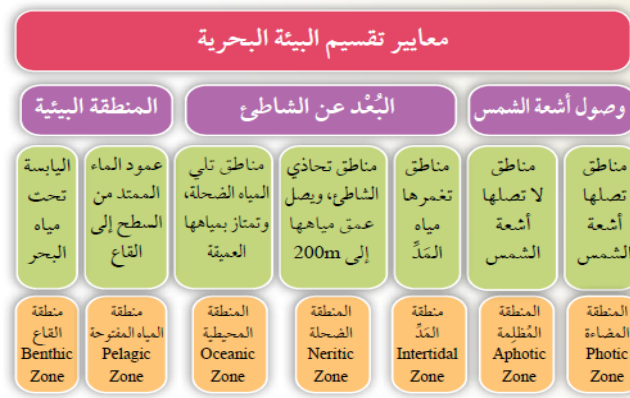 معايير تقسيم البيئة البحرية
وصول أشعة الشمس
البُعْد عن الشاطئ
المنطقة البيئية
مناطق
تصلها
أشعة
الشمس
مناطق
لا تصلها
أشعة
الشمس
مناطق
تغمرها
مياه
المَدِّ
مناطق تحاذي
الشاطئ، ويصل
عمق مياهها
إلى 200m
مناطق تلي
المياه الضحلة،
وتمتاز بمياهها
العميقة
عمود الماء
الممتد من
السطح إلى
القاع
اليابسة
تحت
مياه
البحر
المنطقة
المضاءة
Photic
Zone
المنطقة
المُظلِمة
Aphotic
Zone
منطقة
المَدِّ
Intertidal
Zone
المنطقة
الضحلة
Neritic
Zone
المنطقة
المحيطية
Oceanic
Zone
منطقة
المياه المفتوحة
Pelagic
Zone
منطقة
القاع
Benthic
Zone